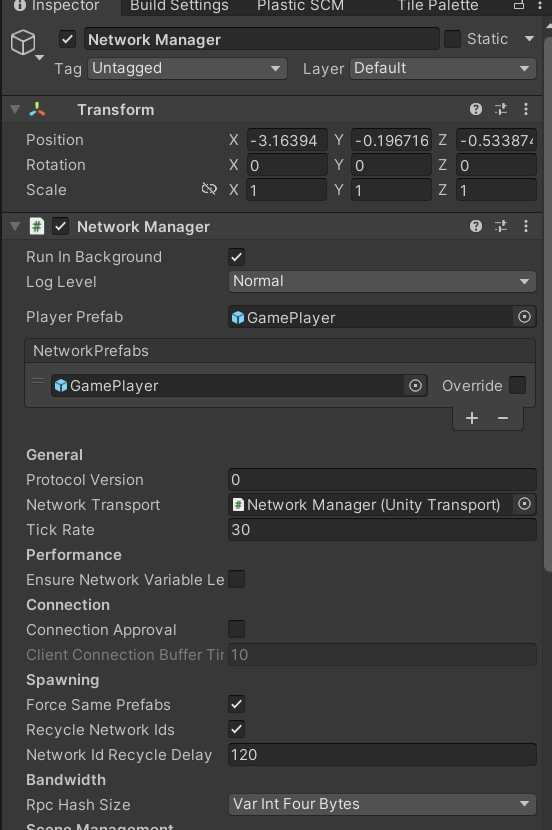 Inspector Build Settings Plastic SCM Tile Palette
Network Manager Static
Tag Untagged Layer Default
Transform
Position X -3.16394 Y -0.196716 Z -0.533874
Rotation X 0 Y 0 Z 0
Scale X 1 Y 1 Z 1
Network Manager
Run In Background
Log Level Normal
Player Prefab GamePlayer
NetworkPrefabs
GamePlayer Override
General
Protocol Version 0
Network Transport Network Manager (Unity Transport)
Tick Rate 30
Performance
Ensure Network Variable Le
Connection
Connection Approval
Client Connection Buffer Tir 10
Spawning
Force Same Prefabs
Recycle Network Ids
Network Id Recycle Delay 120
Bandwidth
Rpc Hash Size Var Int Four Bytes
Scene Management